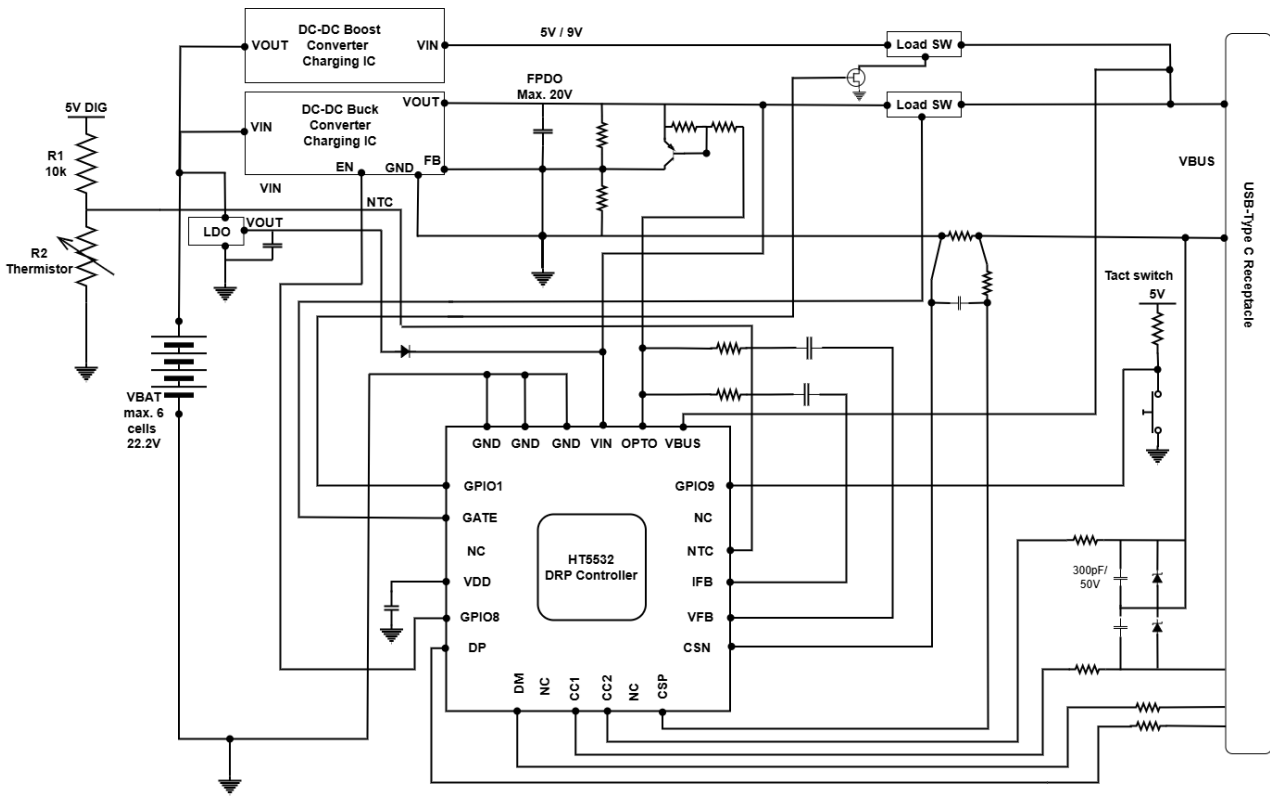 DC-DC Boost
Converter
Charging IC
VOUT
VIN
5V / 9V
Load SW
5V DIG
R1
10k
R2
Thermistor
DC-DC Buck
Converter
Charging IC
VIN
VOUT
EN
GND
FB
FPDO
Max. 20V
Load SW
VBUS
USB-Type C Receptacle
VIN
NTC
LDO
VOUT
Tact switch
5V
VBAT
max. 6
cells
22.2V
GND
GND
GND
VIN
OPTO
VBUS
GPIO1
GATE
NC
VDD
GPIO8
DP
HT5532
DRP Controller
GPIO9
NC
NTC
IFB
VFB
CSN
DM
NC
CC1
CC2
NC
CSP
300pF/
50V